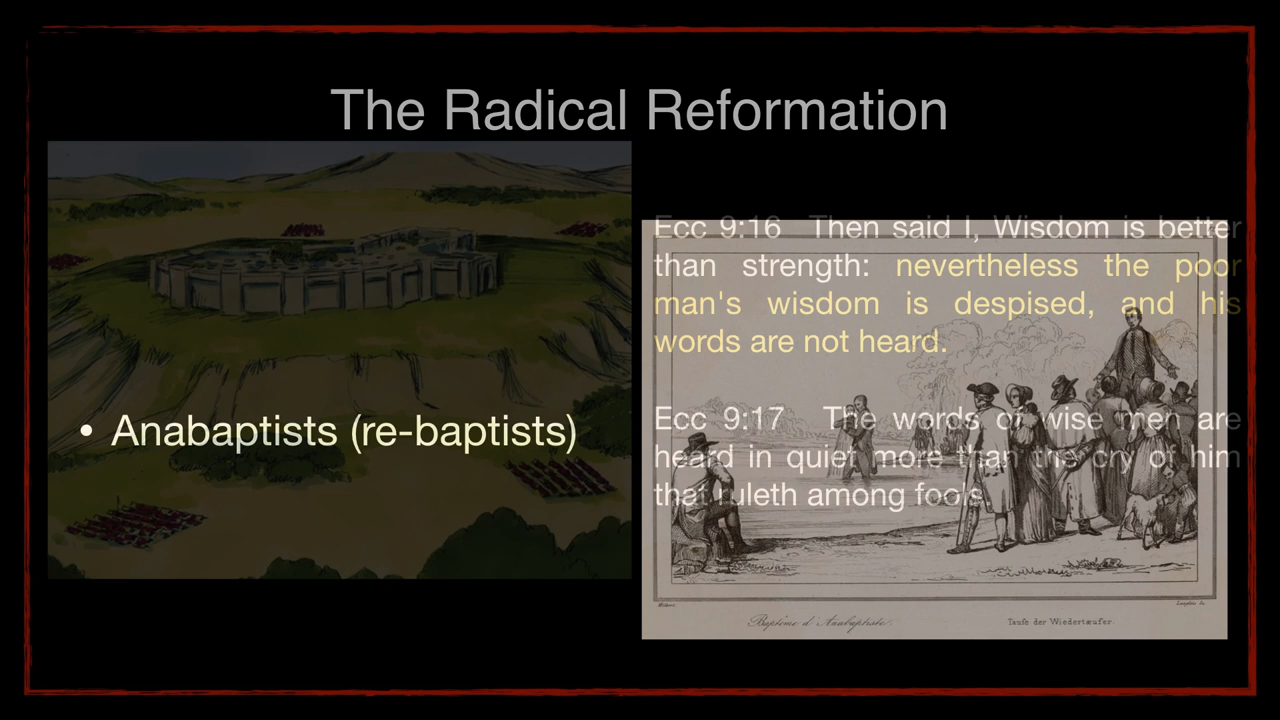 The Radical Reformation
• Anabaptists (re-baptists)
Ecc 9:16 Then said I, Wisdom is better
than strength: nevertheless the poor
man's wisdom is despised, and his
words are not heard.
Ecc 9:17 The words of wise men are
heard in quiet more than the cry of him
that ruleth among fools.
Baptême d'Anabaptiste.
Taufe der Wiedertæufer.